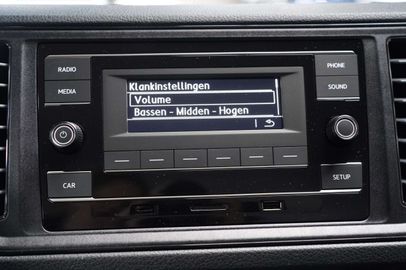 RADIO
MEDIA
CAR
Klankinstellingen
Volume
Bassen - Midden - Hogen
PHONE
SOUND
SETUP